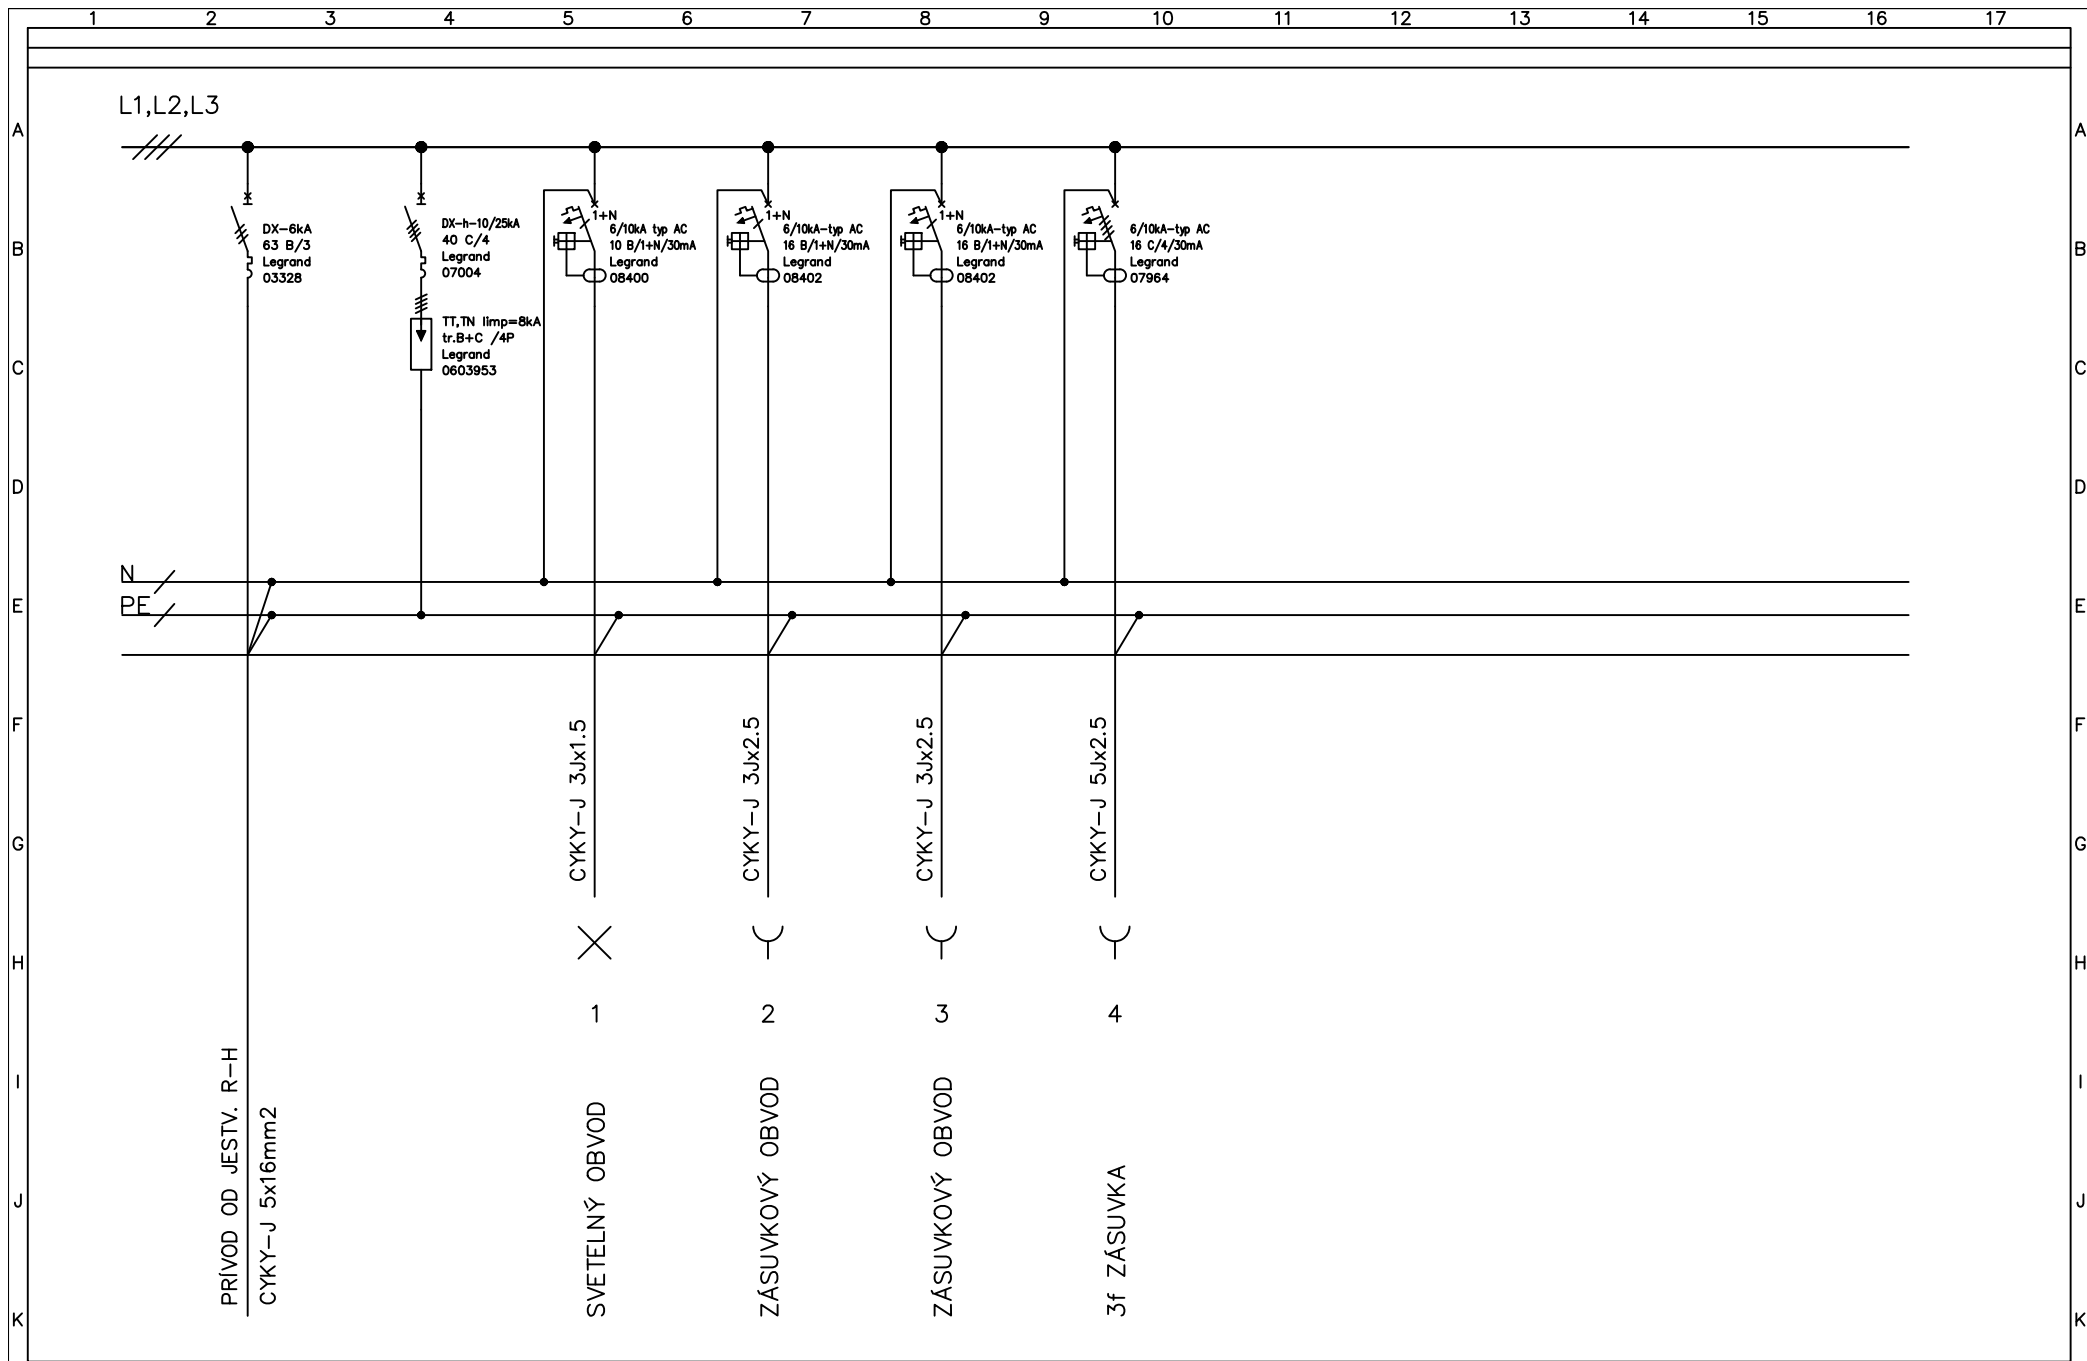 1 2 3 4 5 6 7 8 9 10 11 12 13 14 15 16 17
L1,L2,L3
A A
DX-6kA
63 B/3
Legrand
03328
DX-h-10/25kA
40 C/4
Legrand
07004
1+N
6/10kA typ AC
10 B/1+N/30mA
Legrand
08400
1+N
6/10kA-typ AC
16 B/1+N/30mA
Legrand
08402
1+N
6/10kA-typ AC
16 B/1+N/30mA
Legrand
08402
6/10kA-typ AC
16 C/4/30mA
Legrand
07964
B B
TT,TN Iimp=8kA
tr.B+C /4P
Legrand
0603953
C C
D D
N
PE
E E
F F
CYKY-J 3Jx1.5
CYKY-J 3Jx2.5
CYKY-J 3Jx2.5
CYKY-J 5Jx2.5
G G
H H
1 2 3 4
I I
PRÍVOD OD JESTV. R-H
CYKY-J 5x16mm2
SVETELNÝ OBVOD
ZÁSUVKOVÝ OBVOD
ZÁSUVKOVÝ OBVOD
3f ZÁSUVKA
J J
K K